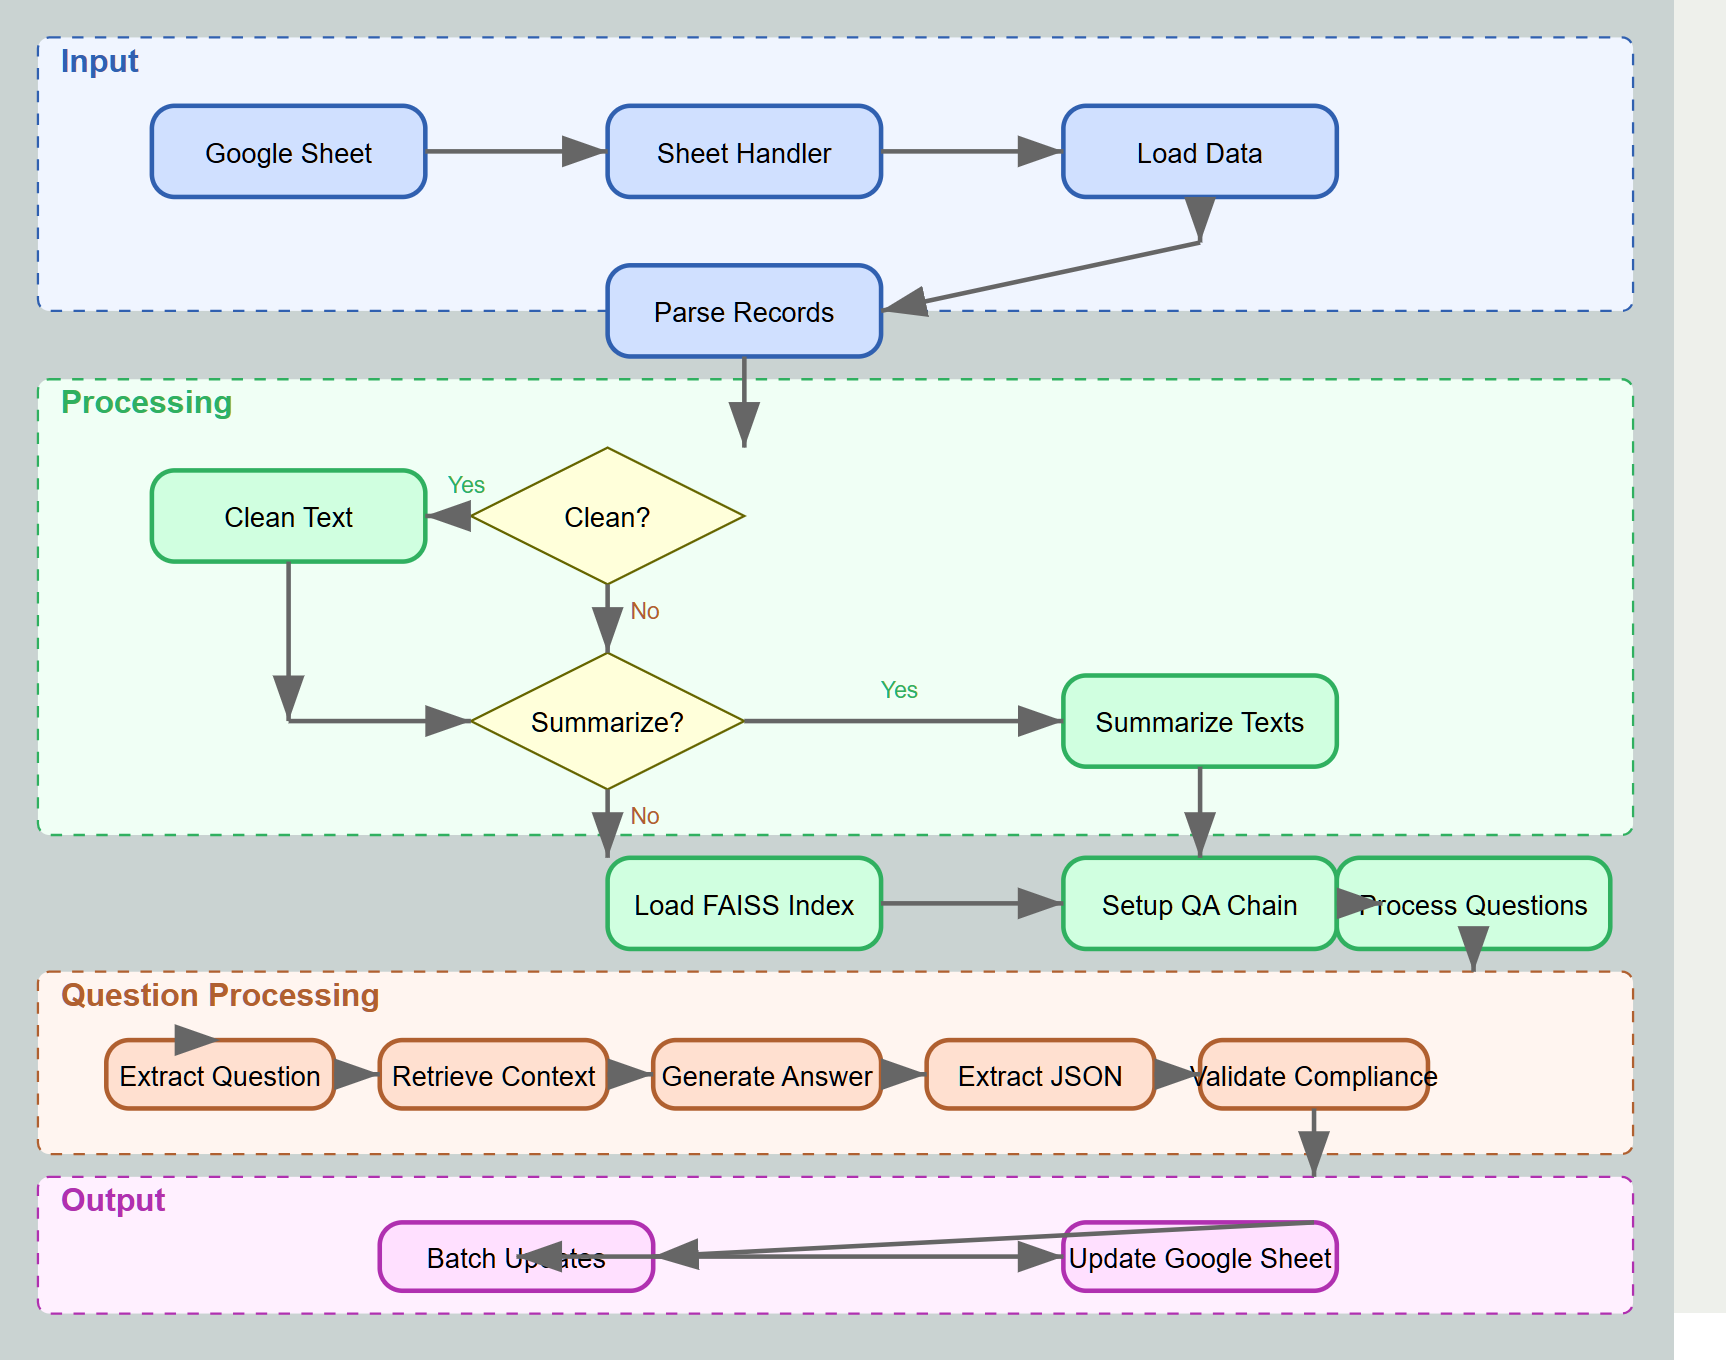 Input
Google Sheet
Sheet Handler
Load Data
Parse Records
Processing
Clean Text
Yes
Clean?
No
Summarize?
Yes
Summarize Texts
No
Load FAISS Index
Setup QA Chain
Process Questions
Question Processing
Extract Question
Retrieve Context
Generate Answer
Extract JSON
Validate Compliance
Output
Batch Updates
Update Google Sheet